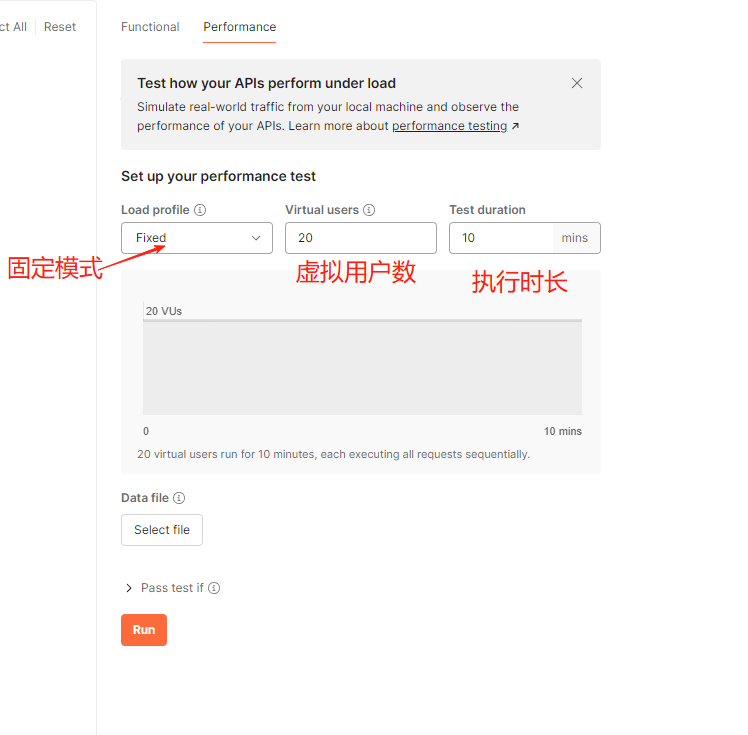 ct All Reset
Functional Performance
Test how your APIs perform under load
Simulate real-world traffic from your local machine and observe the
performance of your APIs. Learn more about performance testing ↗
Set up your performance test
Load profile Virtual users Test duration
Fixed 20 10 mins
固定模式 虚拟用户数 执行时长
20 VUs
0 10 mins
20 virtual users run for 10 minutes, each executing all requests sequentially.
Data file
Select file
Pass test if
Run